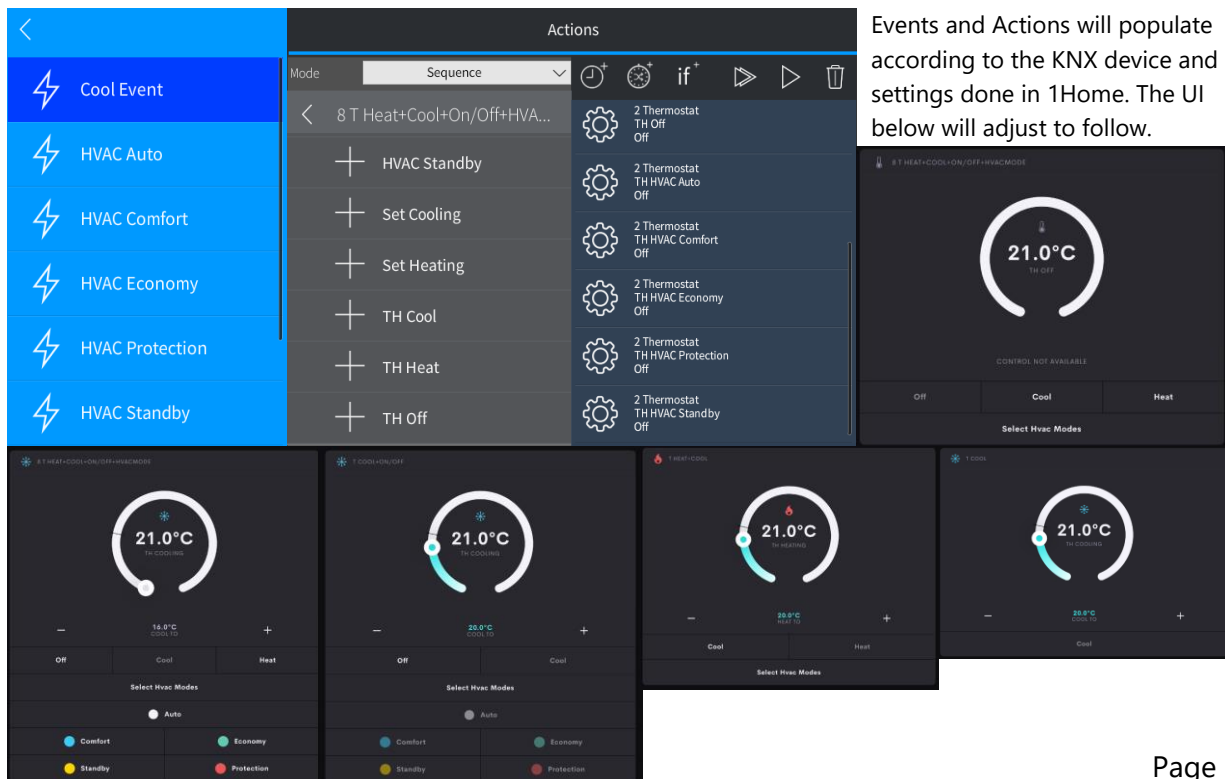 Actions
Cool Event
HVAC Auto
HVAC Comfort
HVAC Economy
HVAC Protection
HVAC Standby
Mode
Sequence
if+
8 T Heat+Cool+On/Off+HVA...
HVAC Standby
Set Cooling
Set Heating
TH Cool
TH Heat
TH Off
2 Thermostat
TH Off
Off
2 Thermostat
TH HVAC Auto
Off
2 Thermostat
TH HVAC Comfort
Off
2 Thermostat
TH HVAC Economy
Off
2 Thermostat
TH HVAC Protection
Off
2 Thermostat
TH HVAC Standby
Off
Events and Actions will populate
according to the KNX device and
settings done in 1Home. The UI
below will adjust to follow.
8 T HEAT+COOL+ON/OFF+HVACMODE
21.0°C
TH OFF
CONTROL NOT AVAILABLE
Off Cool Heat
Select Hvac Modes
8 T HEAT+COOL+ON/OFF+HVACMODE
21.0°C
TH COOLING
16.0°C
COOL TO
Off Cool Heat
Select Hvac Modes
Auto
Comfort Economy
Standby Protection
T COOL+ON/OFF
21.0°C
TH COOLING
20.0°C
COOL TO
Off Cool
Select Hvac Modes
Auto
Comfort Economy
Standby Protection
T HEAT+COOL
21.0°C
TH HEATING
20.0°C
HEAT TO
Cool Heat
Select Hvac Modes
T COOL
21.0°C
TH COOLING
20.0°C
COOL TO
Cool
Page